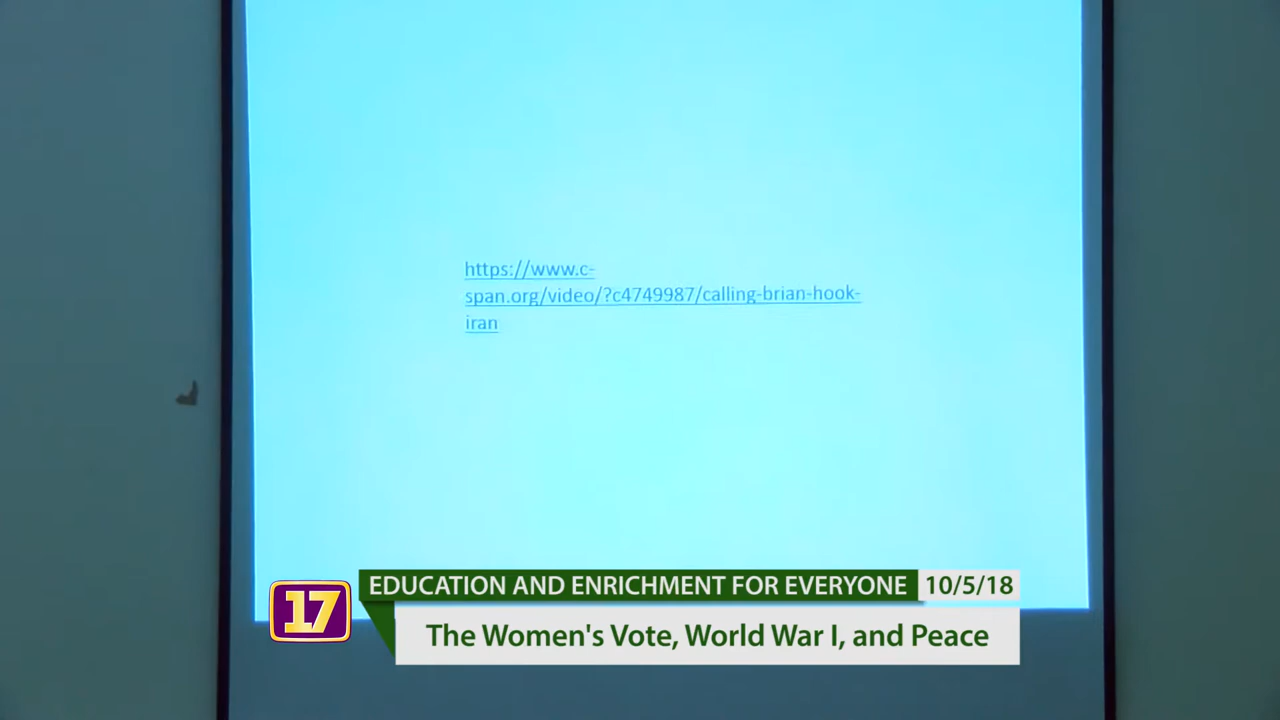 https://www.c-
span.org/video/?c4749987/calling-brian-hook-
iran
17
EDUCATION AND ENRICHMENT FOR EVERYONE
10/5/18
The Women's Vote, World War I, and Peace